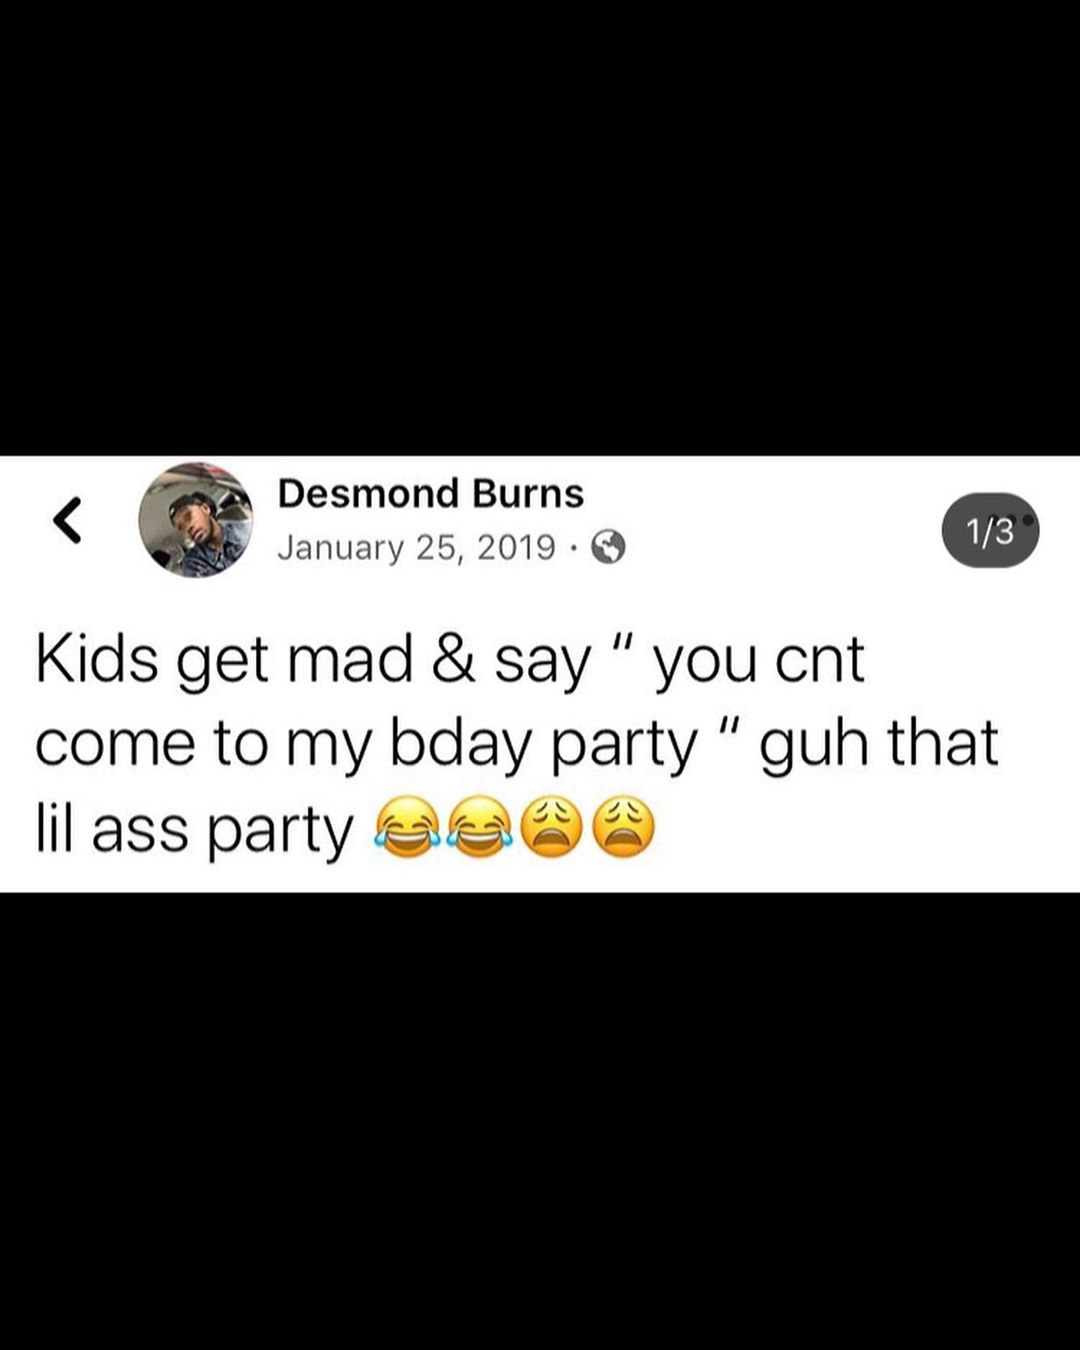 Desmond Burns
January 25, 2019 ·
1/3
Kids get mad & say “ you cnt
come to my bday party “ guh that
lil ass party 😂😂😩😩